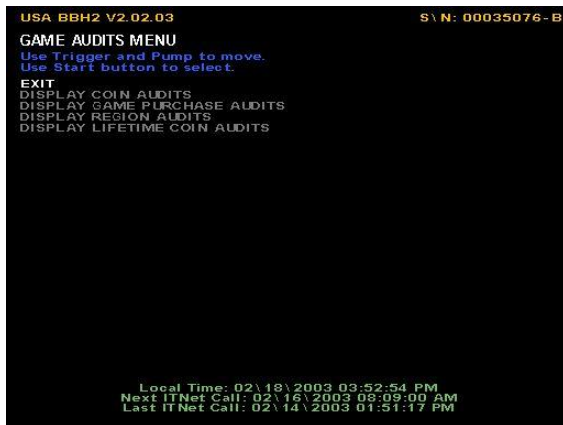 USA BBH2 V2.02.03 S\N: 00035076-B
GAME AUDITS MENU
Use Trigger and Pump to move.
Use Start button to select.
EXIT
DISPLAY COIN AUDITS
DISPLAY GAME PURCHASE AUDITS
DISPLAY REGION AUDITS
DISPLAY LIFETIME COIN AUDITS
Local Time: 02\18\2003 03:52:54 PM
Next ITNet Call: 02\16\2003 08:09:00 AM
Last ITNet Call: 02\14\2003 01:51:17 PM